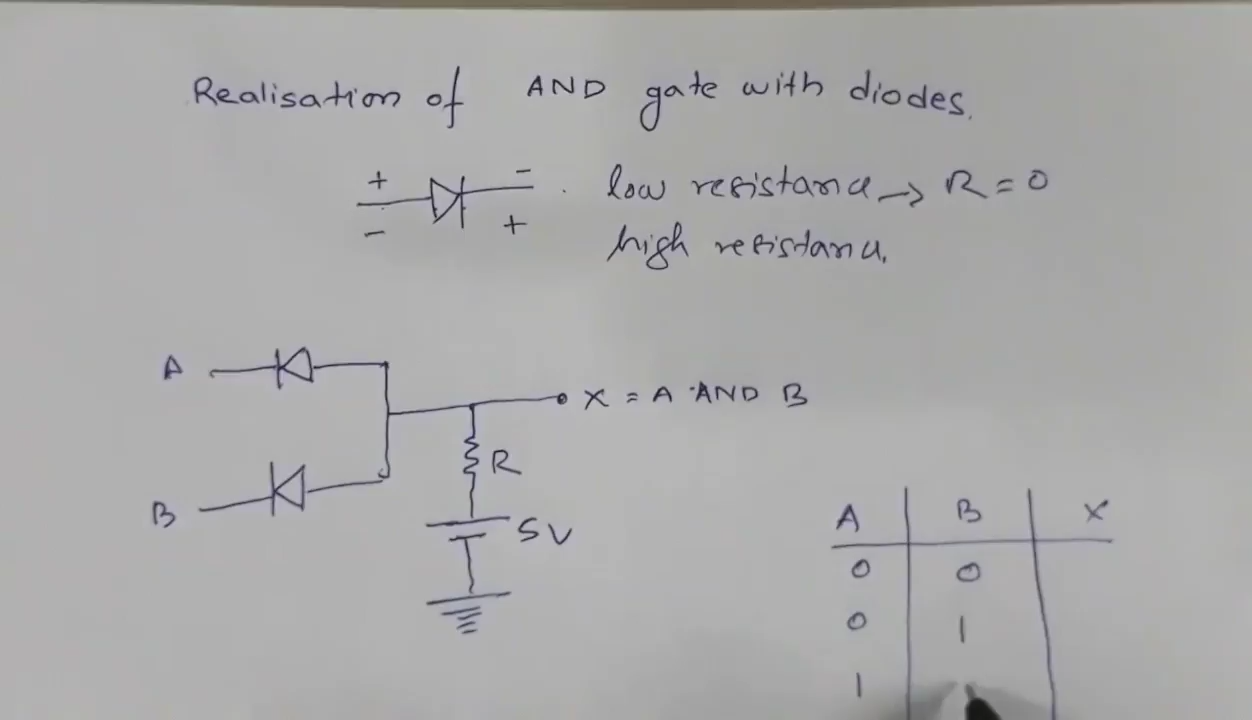 Realisation of AND gate with diodes.
+ - low resistance → R = 0
- + high resistance.
A
X = A AND B
R
B
5V
A B X
0 0
0 1
1